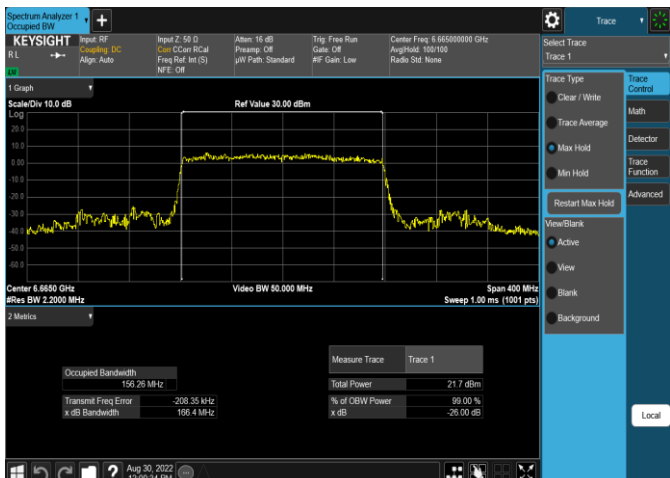 Spectrum Analyzer 1
Occupied BW
Trace
KEYSIGHT
R L
Input: RF
Coupling: DC
Align: Auto
Input Z: 50 Ω
Corr CCorr RCal
Freq Ref: Int (S)
NFE: Off
Atten: 16 dB
Preamp: Off
µW Path: Standard
Trig: Free Run
Gate: Off
#IF Gain: Low
Center Freq: 6.665000000 GHz
Avg|Hold: 100/100
Radio Std: None
Select Trace
Trace 1
1 Graph
Scale/Div 10.0 dB
Ref Value 30.00 dBm
Log
20.0
10.0
0.00
-10.0
-20.0
-30.0
-40.0
-50.0
-60.0
Center 6.6650 GHz
#Res BW 2.2000 MHz
Video BW 50.000 MHz
Span 400 MHz
Sweep 1.00 ms (1001 pts)
2 Metrics
Occupied Bandwidth
156.26 MHz
Transmit Freq Error -208.35 kHz
x dB Bandwidth 166.4 MHz
Measure Trace Trace 1
Total Power 21.7 dBm
% of OBW Power 99.00 %
x dB -26.00 dB
Trace Type
Clear / Write
Trace Average
Max Hold
Min Hold
Restart Max Hold
View/Blank
Active
View
Blank
Background
Trace
Control
Math
Detector
Trace
Function
Advanced
Local
Aug 30, 2022